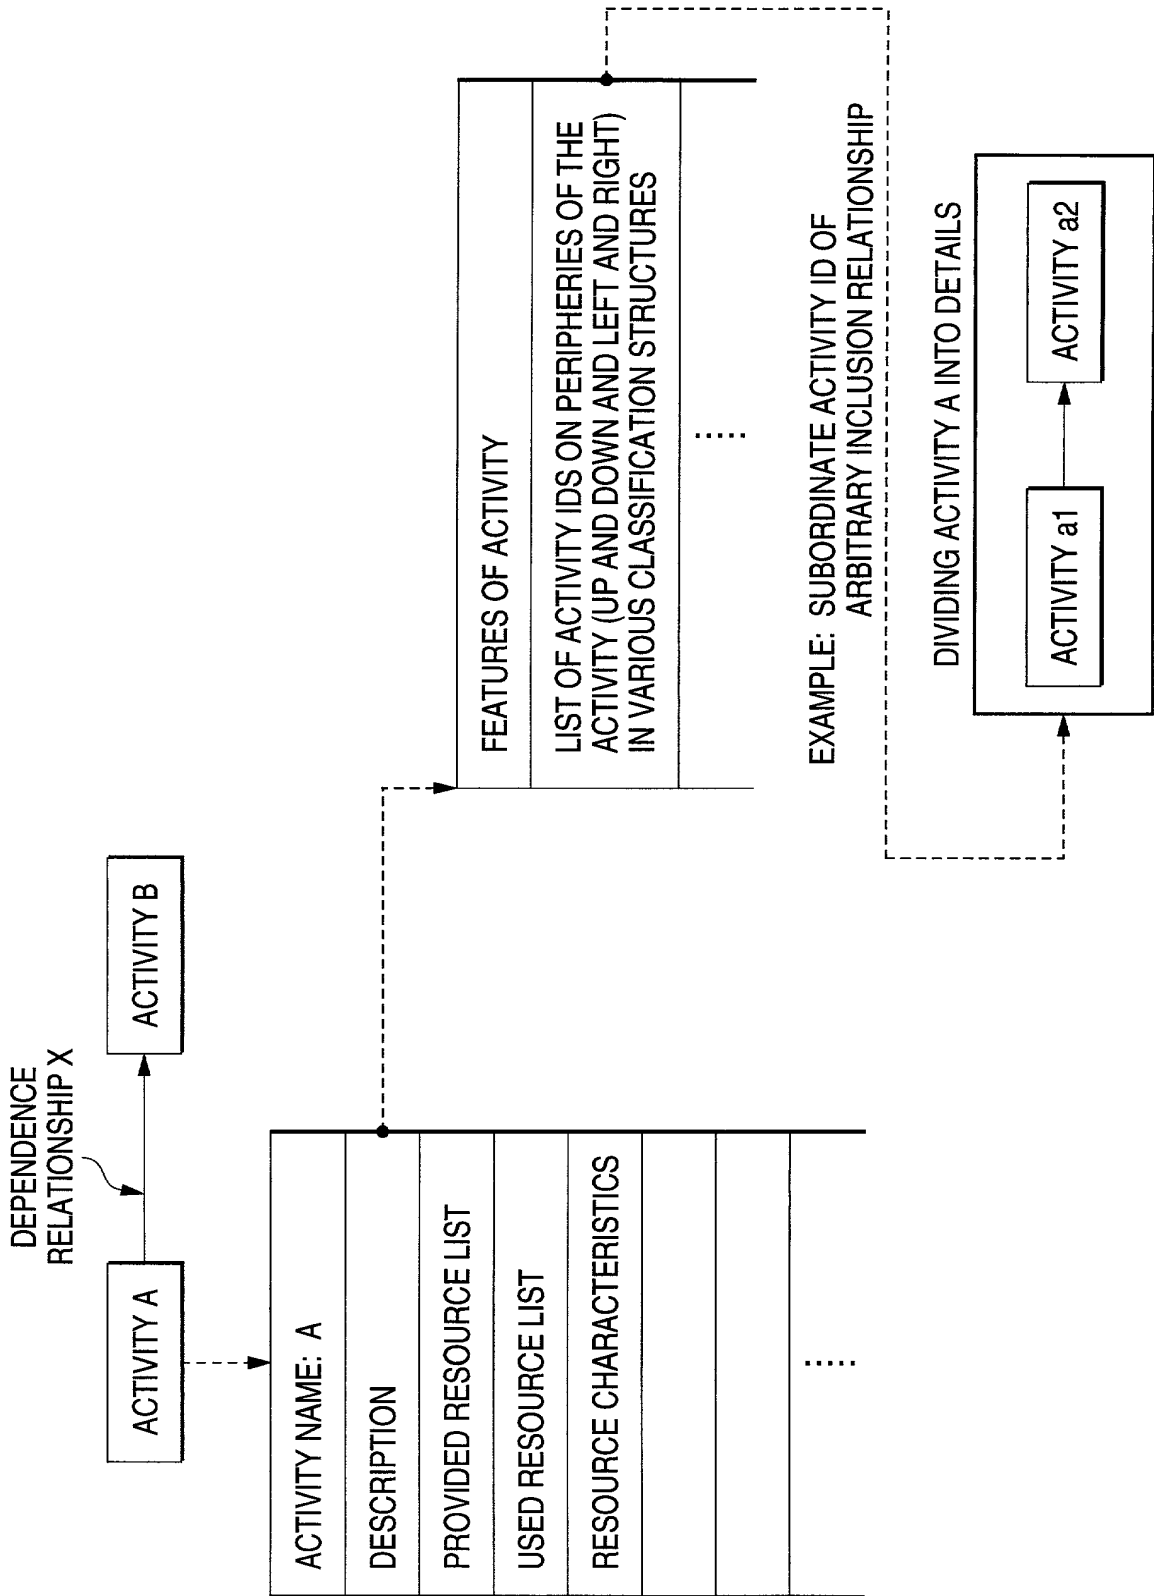 DEPENDENCE
RELATIONSHIP X
ACTIVITY A
ACTIVITY B
ACTIVITY NAME: A
DESCRIPTION
PROVIDED RESOURCE LIST
USED RESOURCE LIST
RESOURCE CHARACTERISTICS
.....
FEATURES OF ACTIVITY
LIST OF ACTIVITY IDS ON PERIPHERIES OF THE
ACTIVITY (UP AND DOWN AND LEFT AND RIGHT)
IN VARIOUS CLASSIFICATION STRUCTURES
.....
EXAMPLE: SUBORDINATE ACTIVITY ID OF
ARBITRARY INCLUSION RELATIONSHIP
DIVIDING ACTIVITY A INTO DETAILS
ACTIVITY a1
ACTIVITY a2